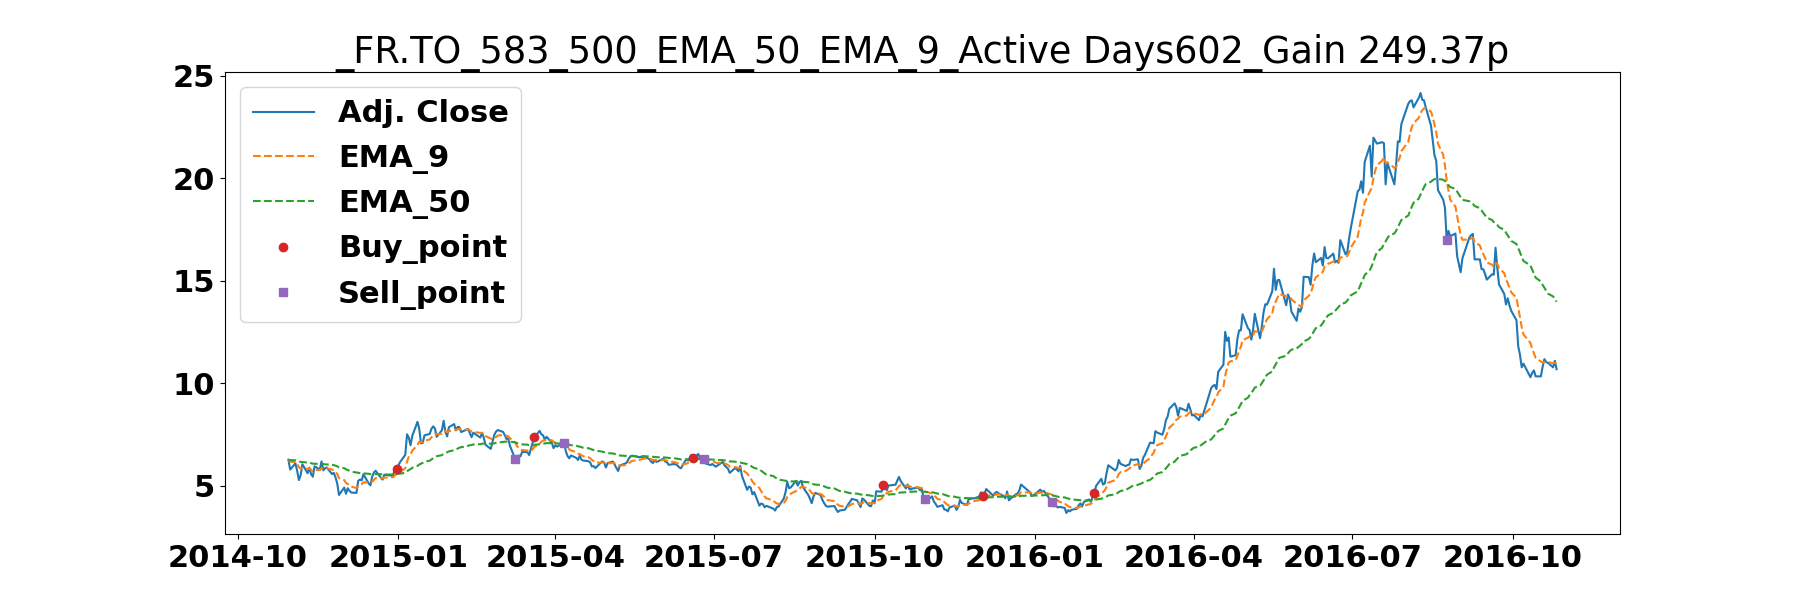 _FR.TO_583_500_EMA_50_EMA_9_Active Days602_Gain 249.37p
25
20
15
10
5
Adj. Close
EMA_9
EMA_50
Buy_point
Sell_point
2014-10 2015-01 2015-04 2015-07 2015-10 2016-01 2016-04 2016-07 2016-10